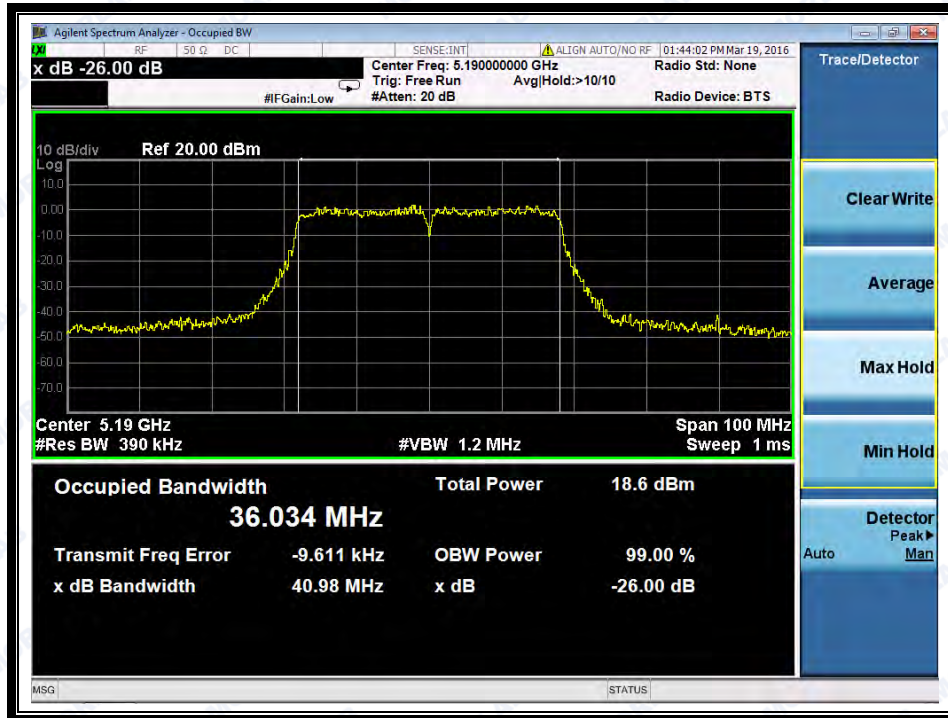 Agilent Spectrum Analyzer - Occupied BW
LXI RF 50 Ω DC SENSE:INT ALIGN AUTO/NO RF 01:44:02 PM Mar 19, 2016
x dB -26.00 dB
Center Freq: 5.190000000 GHz Radio Std: None
Trig: Free Run Avg|Hold:>10/10
#IFGain:Low #Atten: 20 dB Radio Device: BTS
10 dB/div Ref 20.00 dBm
Log
10.0
0.00
-10.0
-20.0
-30.0
-40.0
-50.0
-60.0
-70.0
Center 5.19 GHz Span 100 MHz
#Res BW 390 kHz #VBW 1.2 MHz Sweep 1 ms
Occupied Bandwidth Total Power 18.6 dBm
36.034 MHz
Transmit Freq Error -9.611 kHz OBW Power 99.00 %
x dB Bandwidth 40.98 MHz x dB -26.00 dB
MSG STATUS
Trace/Detector
Clear Write
Average
Max Hold
Min Hold
Detector
Peak▶
Auto Man